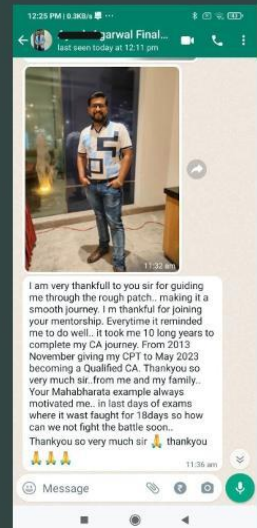 12:25 PM | 0.3KB/s
garwal Final...
last seen today at 12:11 pm
11:32 am
I am very thankfull to you sir for guiding
me through the rough patch.. making it a
smooth journey. I m thankful for joining
your mentorship. Everytime it reminded
me to do well.. it took me 10 long years to
complete my CA journey. From 2013
November giving my CPT to May 2023
becoming a Qualified CA. Thankyou so
very much sir..from me and my family..
Your Mahabharata example always
motivated me.. in last days of exams
where it wast faught for 18days so how
can we not fight the battle soon..
Thankyou so very much sir 🙏 thankyou
🙏🙏🙏
11:36 am
Message